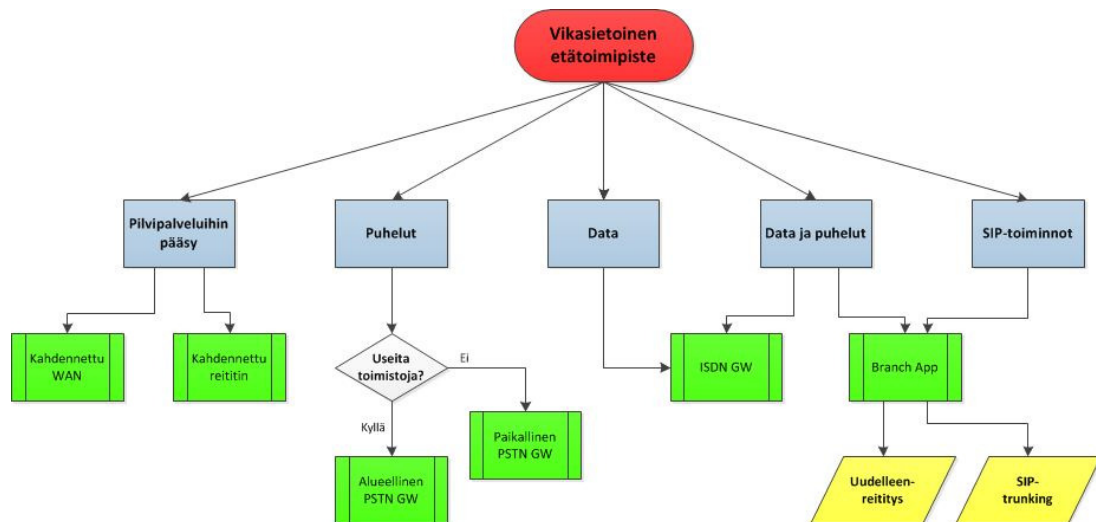 Vikasietoinen
etätoimipiste
Pilvipalveluihin
pääsy
Puhelut
Data
Data ja puhelut
SIP-toiminnot
Kahdennettu
WAN
Kahdennettu
reititin
Useita
toimistoja?
Ei
Kyllä
ISDN GW
Branch App
Paikallinen
PSTN GW
Alueellinen
PSTN GW
Uudelleen-
reititys
SIP-
trunking